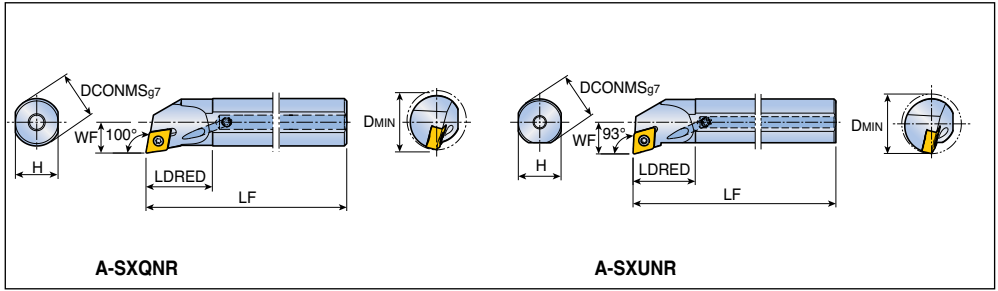 DCONMSg7
WF
100°
H
LDRED
LF
DMIN
A-SXQNR
DCONMSg7
WF
93°
H
LDRED
LF
DMIN
A-SXUNR